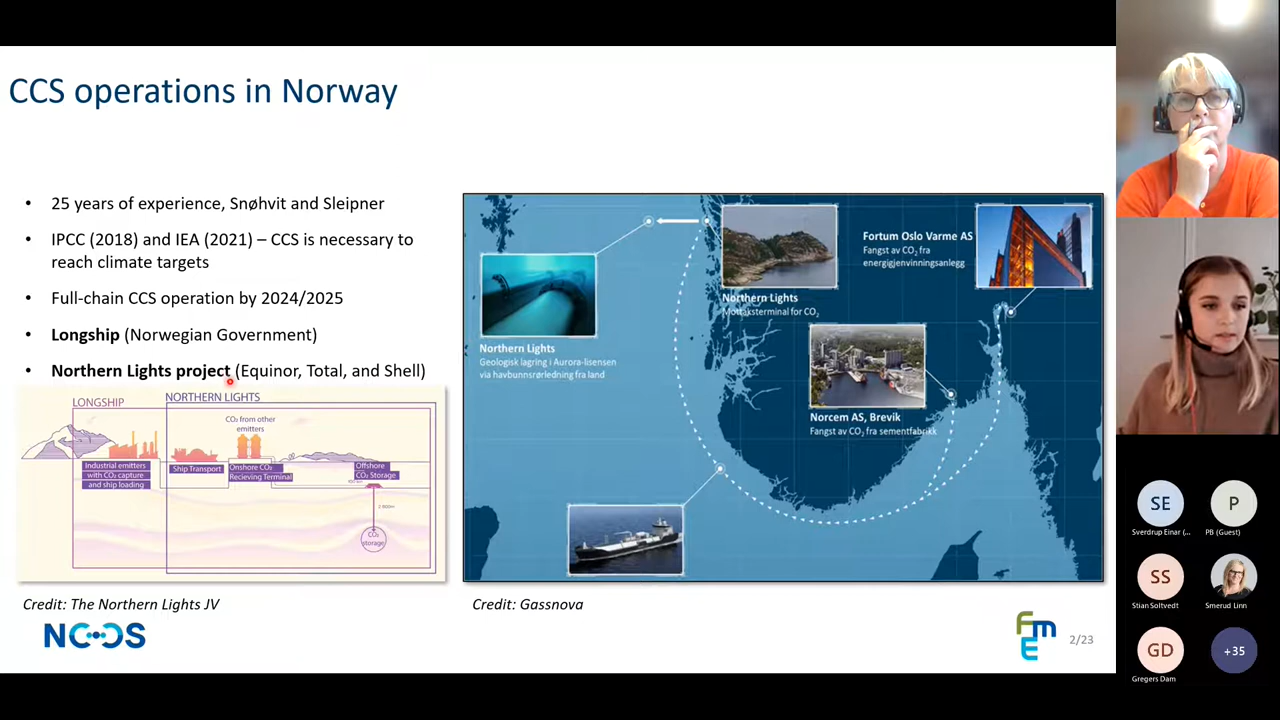 CCS operations in Norway
• 25 years of experience, Snøhvit and Sleipner
• IPCC (2018) and IEA (2021) – CCS is necessary to
reach climate targets
• Full-chain CCS operation by 2024/2025
• Longship (Norwegian Government)
• Northern Lights project (Equinor, Total, and Shell)
LONGSHIP
NORTHERN LIGHTS
CO₂ from other
emitters
Industrial emitters
with CO₂ capture
and ship loading
Ship Transport
Onshore CO₂
Recieving Terminal
Offshore
CO₂ Storage
CO₂
storage
Credit: The Northern Lights JV
Northern Lights
Geologisk lagring i Aurora-lisensen
via havbunnsrørledning fra land
Northern Lights
Mottaksterminal for CO₂
Fortum Oslo Varme AS
Fangst av CO₂ fra
energigjenvinningsanlegg
Norcem AS, Brevik
Fangst av CO₂ fra sementfabrikk
Credit: Gassnova
NCCS
FmE
2/23
SE
Sverdrup Einar (...
P
PB (Guest)
SS
Stian Soltvedt
Smerud Linn
GD
Gregers Dam
+35